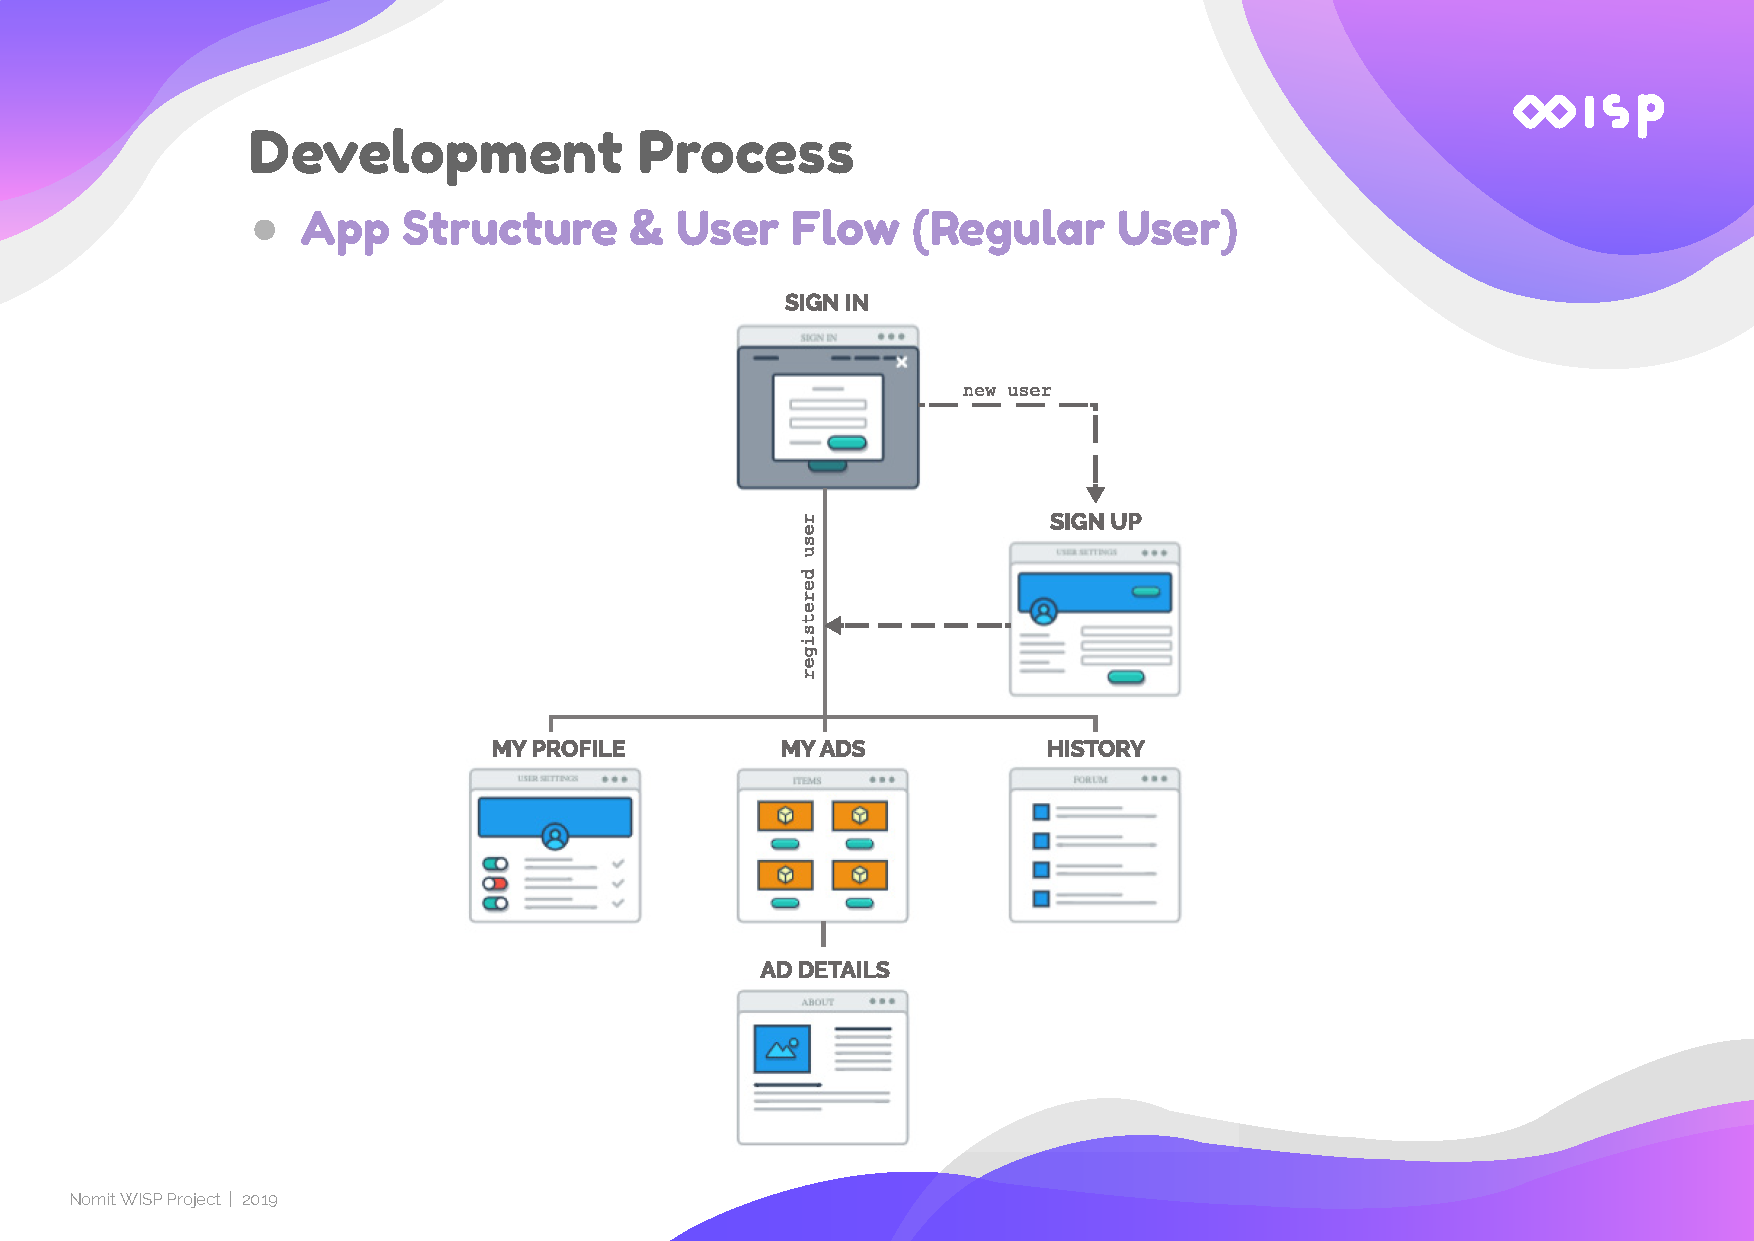 wisp
Development Process
• App Structure & User Flow (Regular User)
SIGN IN
SIGN IN
new user
registered user
SIGN UP
USER SETTINGS
MY PROFILE
MY ADS
HISTORY
USER SETTINGS
ITEMS
FORUM
AD DETAILS
ABOUT
Nomit WISP Project | 2019